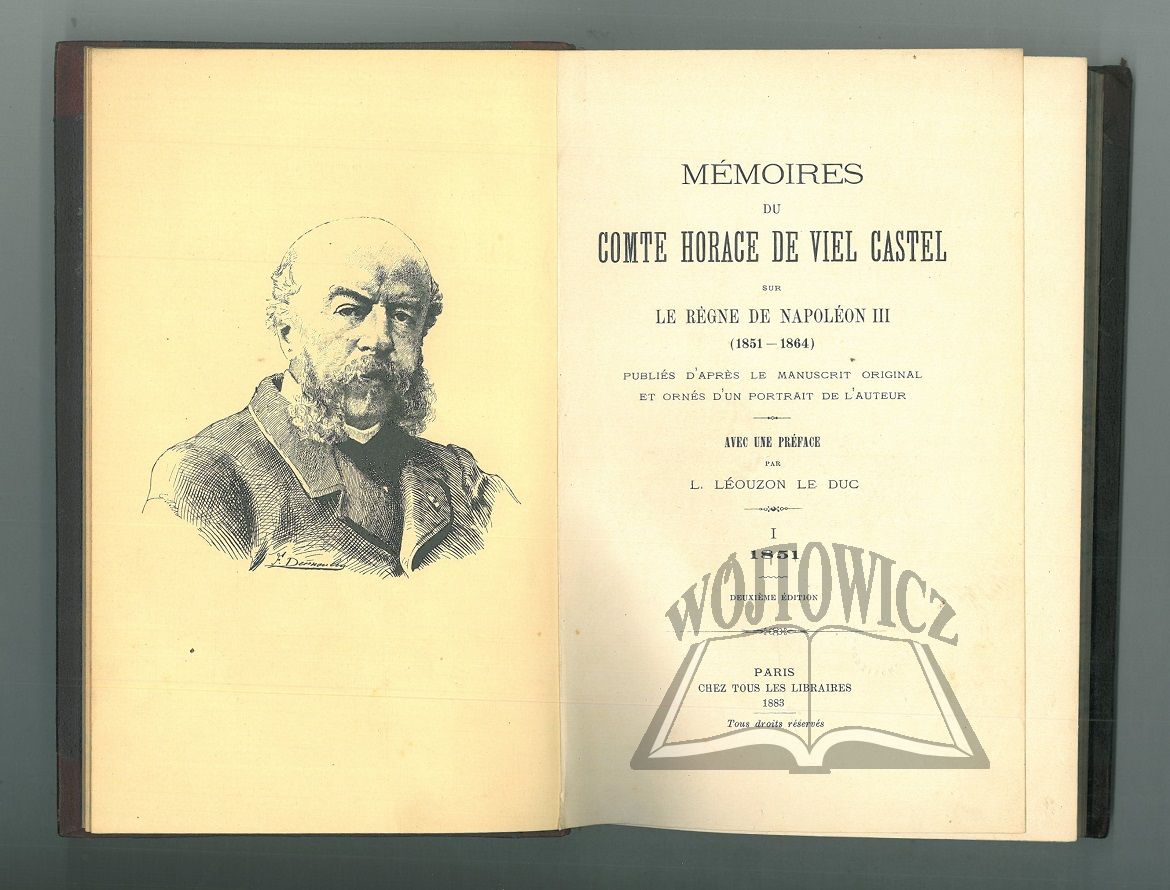 MÉMOIRES
DU
COMTE HORACE DE VIEL CASTEL
SUR
LE RÈGNE DE NAPOLÉON III
(1851—1864)
PUBLIÉS D'APRÈS LE MANUSCRIT ORIGINAL
ET ORNÉS D'UN PORTRAIT DE L'AUTEUR
AVEC UNE PRÉFACE
PAR
L. LÉOUZON LE DUC
I
1851
DEUXIÈME ÉDITION
WÓJTOWICZ
PARIS
CHEZ TOUS LES LIBRAIRES
1883
Tous droits réservés